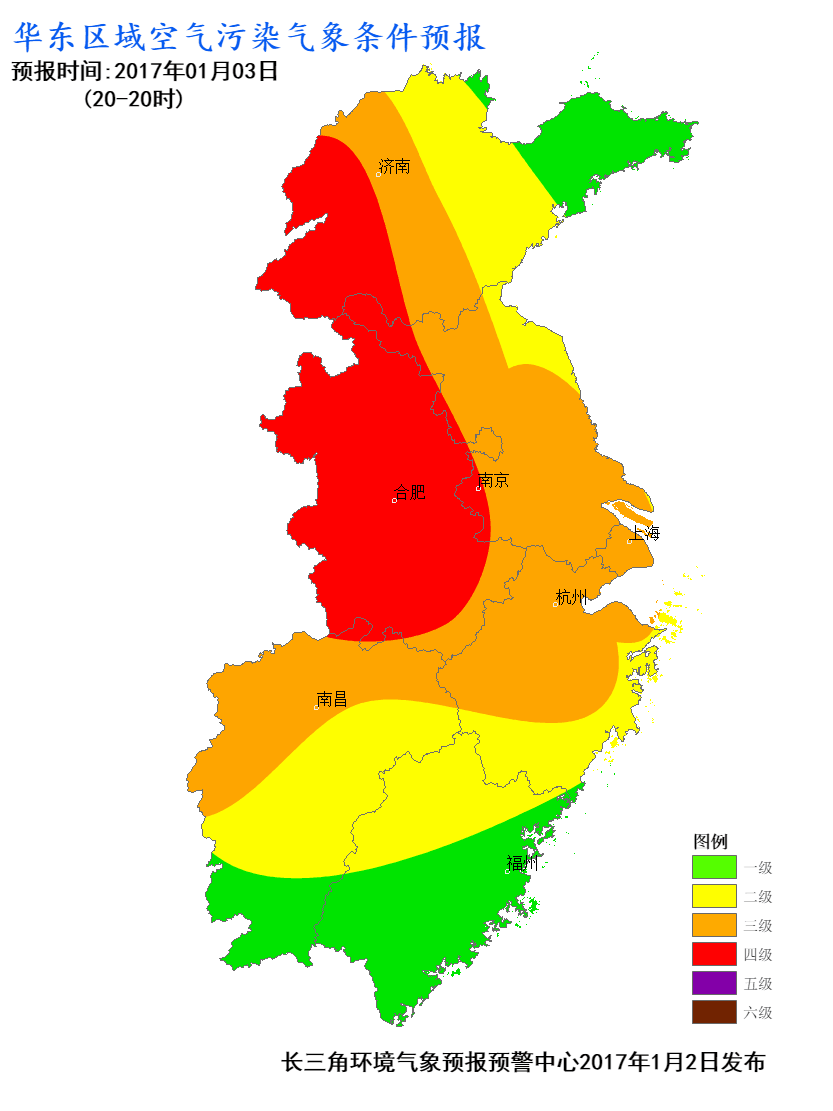 华东区域空气污染气象条件预报
预报时间:2017年01月03日
(20-20时)
济南
合肥
南京
上海
杭州
南昌
福州
图例
一级
二级
三级
四级
五级
六级
长三角环境气象预报预警中心2017年1月2日发布